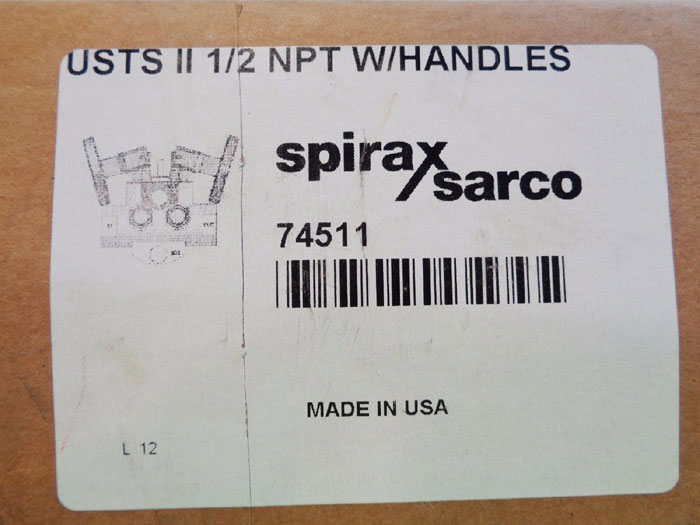 USTS II 1/2 NPT W/HANDLES
spirax
sarco
74511
MADE IN USA
L 12